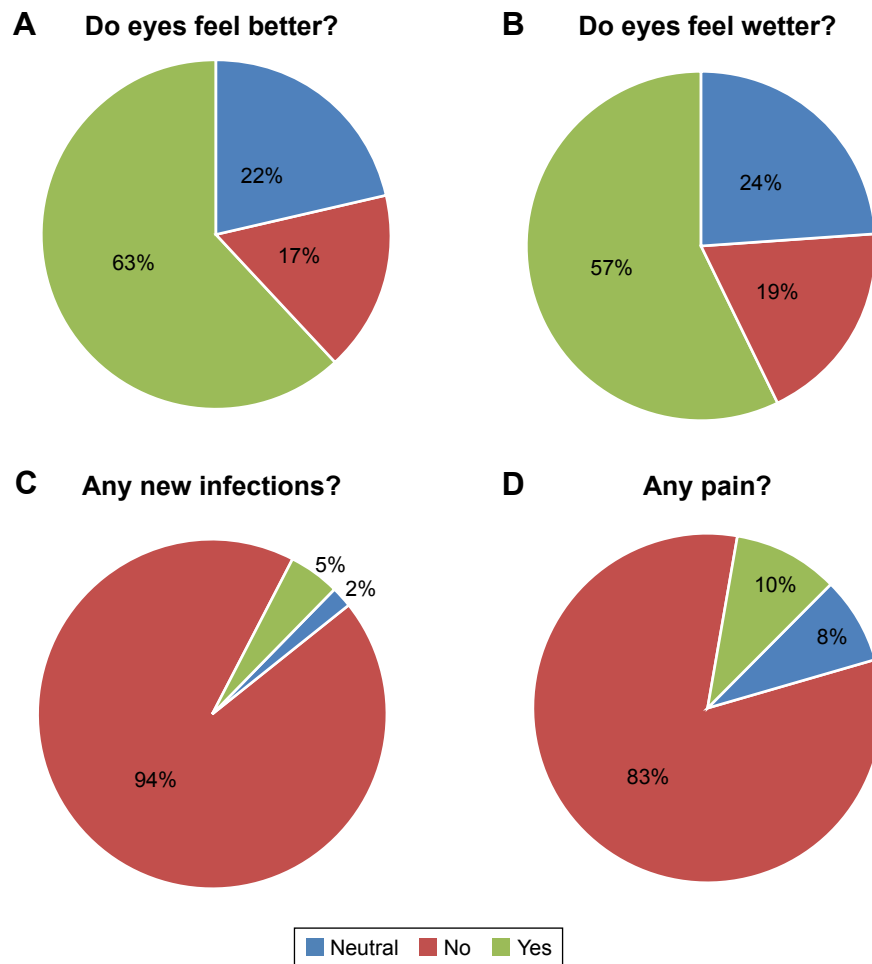 A Do eyes feel better?
B Do eyes feel wetter?
22%
17%
63%
24%
19%
57%
C Any new infections?
D Any pain?
5%
2%
94%
10%
8%
83%
Neutral No Yes